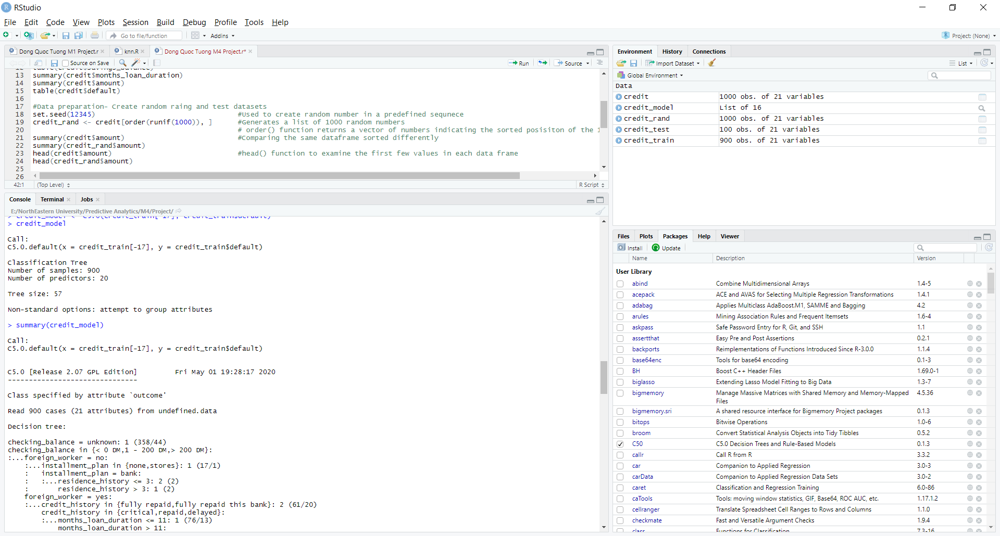 RStudio
File Edit Code View Plots Session Build Debug Profile Tools Help
Go to file/function Addins Project: (None)
Dong Quoc Tuong M1 Project.r knn.R Dong Quoc Tuong M4 Project.r*
Source on Save Run Source
12 table(credit$savings_balance)
13 summary(credit$months_loan_duration)
14 summary(credit$amount)
15 table(credit$default)
16
17 #Data preparation- Create random raing and test datasets
18 set.seed(12345) #Used to create random number in a predefined sequnece
19 credit_rand <- credit[order(runif(1000)), ] #Generates a list of 1000 random numbers
20 # order() function returns a vector of numbers indicating the sorted posisiton of the 1
21 summary(credit$amount) #Comparing the same dataframe sorted differently
22 summary(credit_rand$amount)
23 head(credit$amount) #head() function to examine the first few values in each data frame
24 head(credit_rand$amount)
25
26
42:1 (Top Level) R Script
Console Terminal Jobs
E:/NorthEastern University/Predictive Analytics/M4/Project/
> credit_model <- C5.0(credit_train[-17], credit_train$default)
> credit_model
Call:
C5.0.default(x = credit_train[-17], y = credit_train$default)
Classification Tree
Number of samples: 900
Number of predictors: 20
Tree size: 57
Non-standard options: attempt to group attributes
> summary(credit_model)
Call:
C5.0.default(x = credit_train[-17], y = credit_train$default)
C5.0 [Release 2.07 GPL Edition] Fri May 01 19:28:17 2020
-------------------------------
Class specified by attribute `outcome'
Read 900 cases (21 attributes) from undefined.data
Decision tree:
checking_balance = unknown: 1 (358/44)
checking_balance in {< 0 DM,1 - 200 DM,> 200 DM}:
:...foreign_worker = no:
:...installment_plan in {none,stores}: 1 (17/1)
: installment_plan = bank:
: :...residence_history <= 3: 2 (2)
: residence_history > 3: 1 (2)
foreign_worker = yes:
:...credit_history in {fully repaid,fully repaid this bank}: 2 (61/20)
credit_history in {critical,repaid,delayed}:
:...months_loan_duration <= 11: 1 (76/13)
months_loan_duration > 11:
Environment History Connections
Import Dataset List
Global Environment
Data
credit 1000 obs. of 21 variables
credit_model List of 16
credit_rand 1000 obs. of 21 variables
credit_test 100 obs. of 21 variables
credit_train 900 obs. of 21 variables
Files Plots Packages Help Viewer
Install Update
Name Description Version
User Library
abind Combine Multidimensional Arrays 1.4-5
acepack ACE and AVAS for Selecting Multiple Regression Transformations 1.4.1
adabag Applies Multiclass AdaBoost.M1, SAMME and Bagging 4.2
arules Mining Association Rules and Frequent Itemsets 1.6-4
askpass Safe Password Entry for R, Git, and SSH 1.1
assertthat Easy Pre and Post Assertions 0.2.1
backports Reimplementations of Functions Introduced Since R-3.0.0 1.1.4
base64enc Tools for base64 encoding 0.1-3
BH Boost C++ Header Files 1.69.0-1
biglasso Extending Lasso Model Fitting to Big Data 1.3-7
bigmemory Manage Massive Matrices with Shared Memory and Memory-Mapped 4.5.36
Files
bigmemory.sri A shared resource interface for Bigmemory Project packages 0.1.3
bitops Bitwise Operations 1.0-6
broom Convert Statistical Analysis Objects into Tidy Tibbles 0.5.2
C50 C5.0 Decision Trees and Rule-Based Models 0.1.3
callr Call R from R 3.3.2
car Companion to Applied Regression 3.0-3
carData Companion to Applied Regression Data Sets 3.0-2
caret Classification and Regression Training 6.0-86
caTools Tools: moving window statistics, GIF, Base64, ROC AUC, etc. 1.17.1.2
cellranger Translate Spreadsheet Cell Ranges to Rows and Columns 1.1.0
checkmate Fast and Versatile Argument Checks 1.9.4
class Functions for Classification 7.3-16